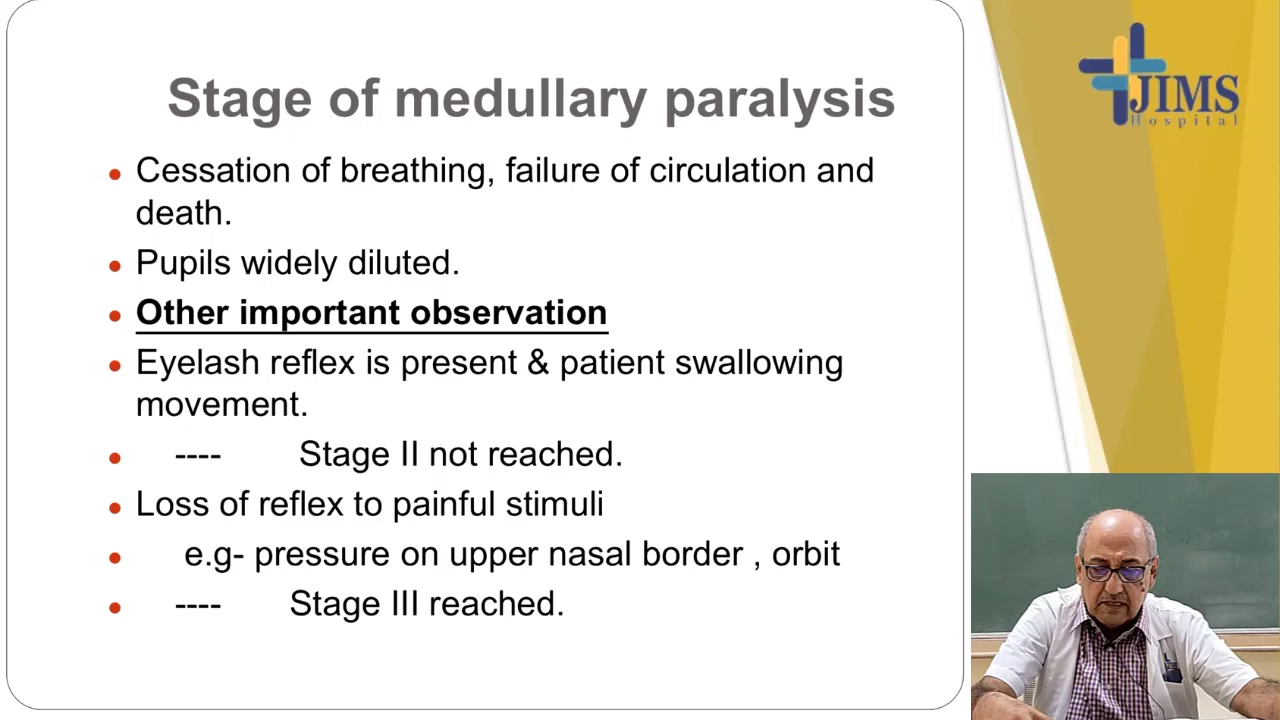 Stage of medullary paralysis
JIMS
Hospital
• Cessation of breathing, failure of circulation and
death.
• Pupils widely diluted.
• Other important observation
• Eyelash reflex is present & patient swallowing
movement.
• ---- Stage II not reached.
• Loss of reflex to painful stimuli
• e.g- pressure on upper nasal border , orbit
• ---- Stage III reached.